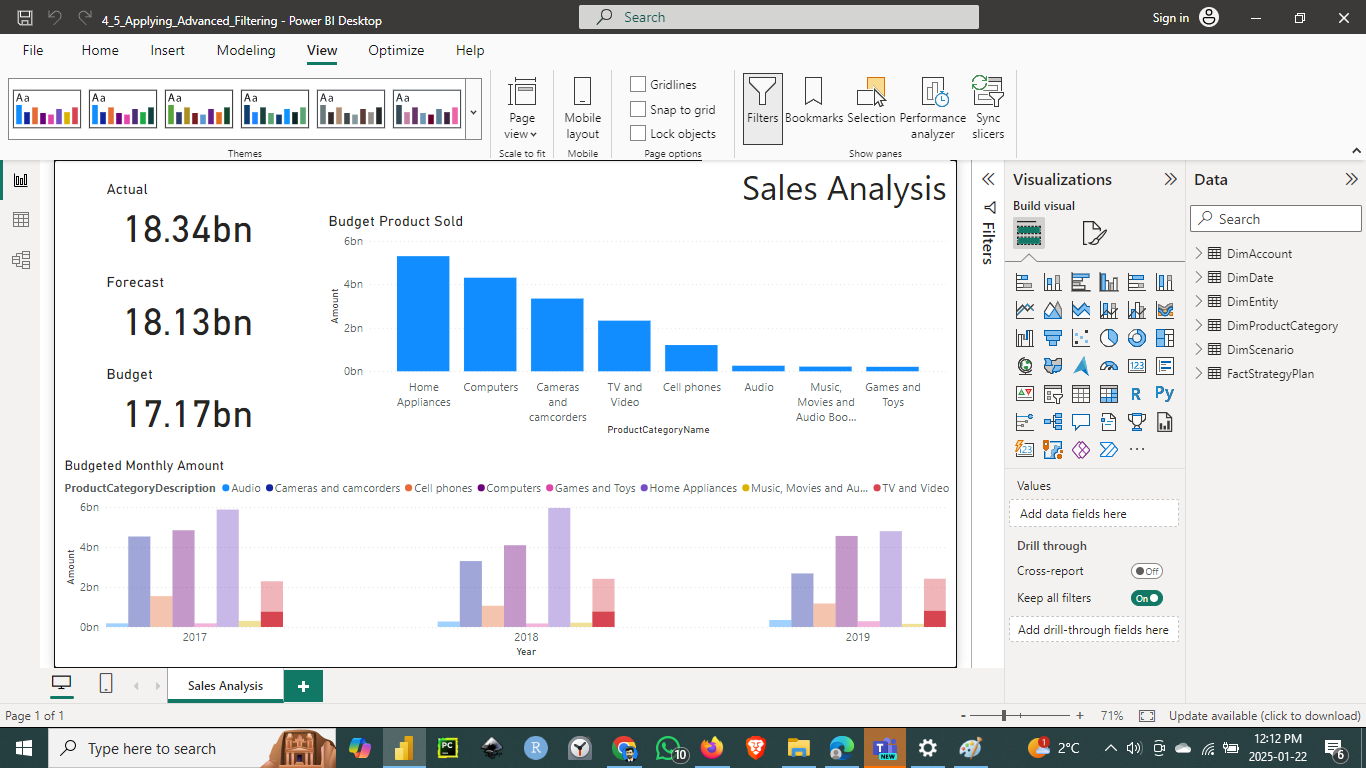 4_5_Applying_Advanced_Filtering - Power BI Desktop
Search
Sign in
File Home Insert Modeling View Optimize Help
Aa Aa Aa Aa Aa Aa
Themes
Page view
Scale to fit
Mobile layout
Mobile
Gridlines
Snap to grid
Lock objects
Page options
Filters
Bookmarks
Selection
Performance analyzer
Sync slicers
Show panes
Sales Analysis
Actual
18.34bn
Forecast
18.13bn
Budget
17.17bn
Budget Product Sold
6bn
4bn
2bn
0bn
Amount
Home Appliances
Computers
Cameras and camcorders
TV and Video
Cell phones
Audio
Music, Movies and Audio Boo...
Games and Toys
ProductCategoryName
Budgeted Monthly Amount
ProductCategoryDescription Audio Cameras and camcorders Cell phones Computers Games and Toys Home Appliances Music, Movies and Au... TV and Video
6bn
4bn
2bn
0bn
Amount
2017 2018 2019
Year
Filters
Visualizations
Build visual
123
R
Py
123
...
Values
Add data fields here
Drill through
Cross-report Off
Keep all filters On
Add drill-through fields here
Data
Search
DimAccount
DimDate
DimEntity
DimProductCategory
DimScenario
FactStrategyPlan
Sales Analysis
+
Page 1 of 1
- + 71% Update available (click to download)
Type here to search
PC
R
10
NEW
1
2°C
12:12 PM
2025-01-22
6